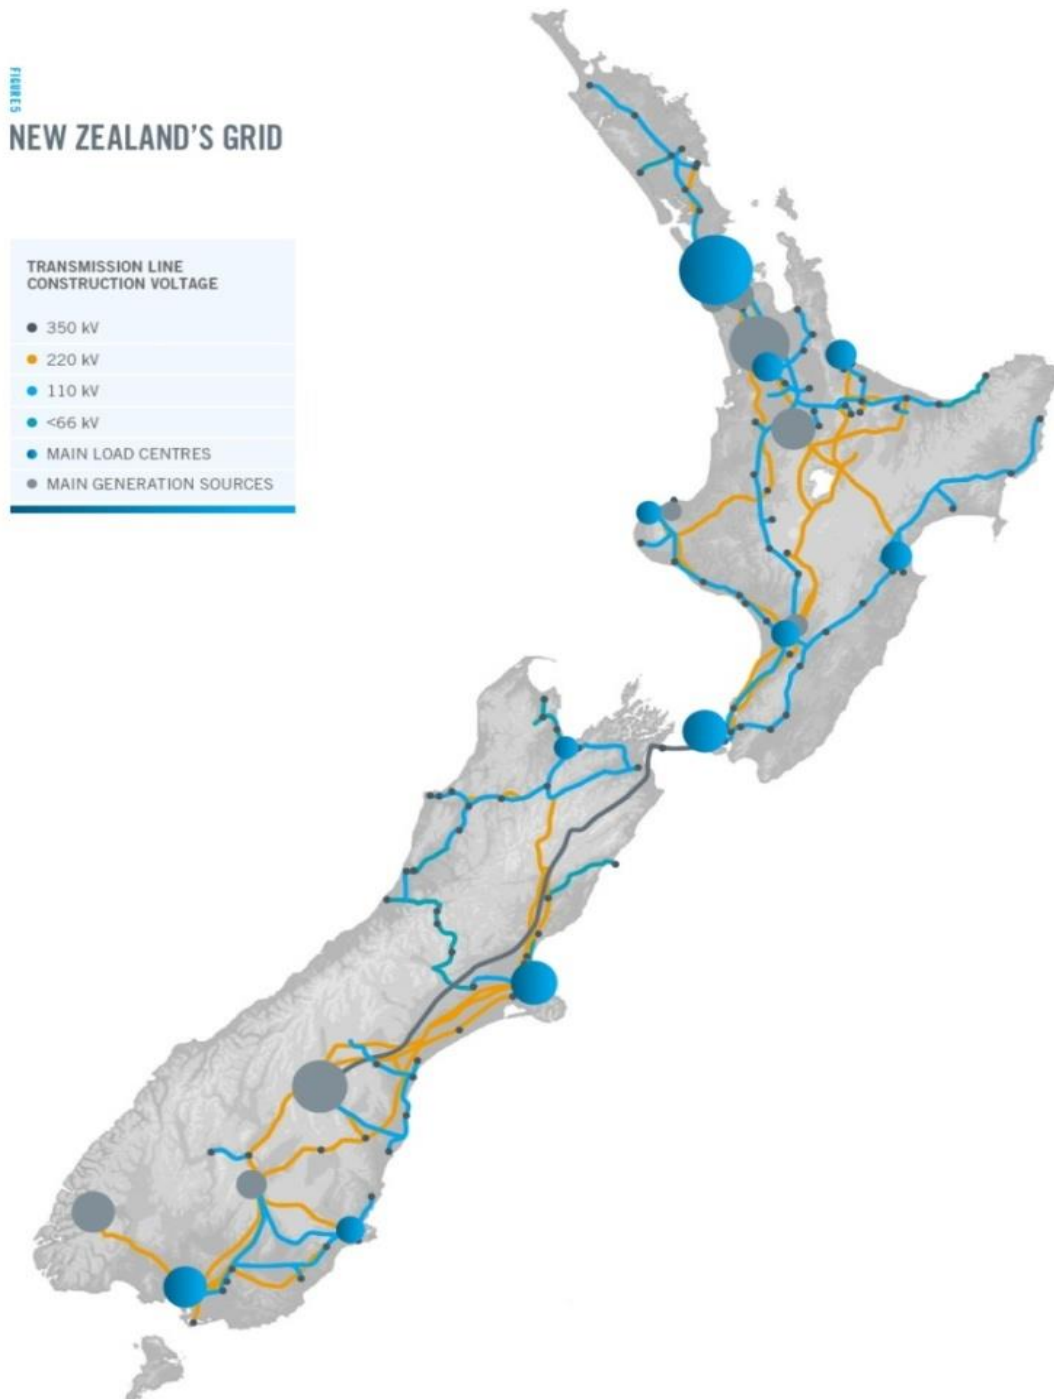 FIGURE 5
NEW ZEALAND'S GRID
TRANSMISSION LINE
CONSTRUCTION VOLTAGE
350 kV
220 kV
110 kV
<66 kV
MAIN LOAD CENTRES
MAIN GENERATION SOURCES